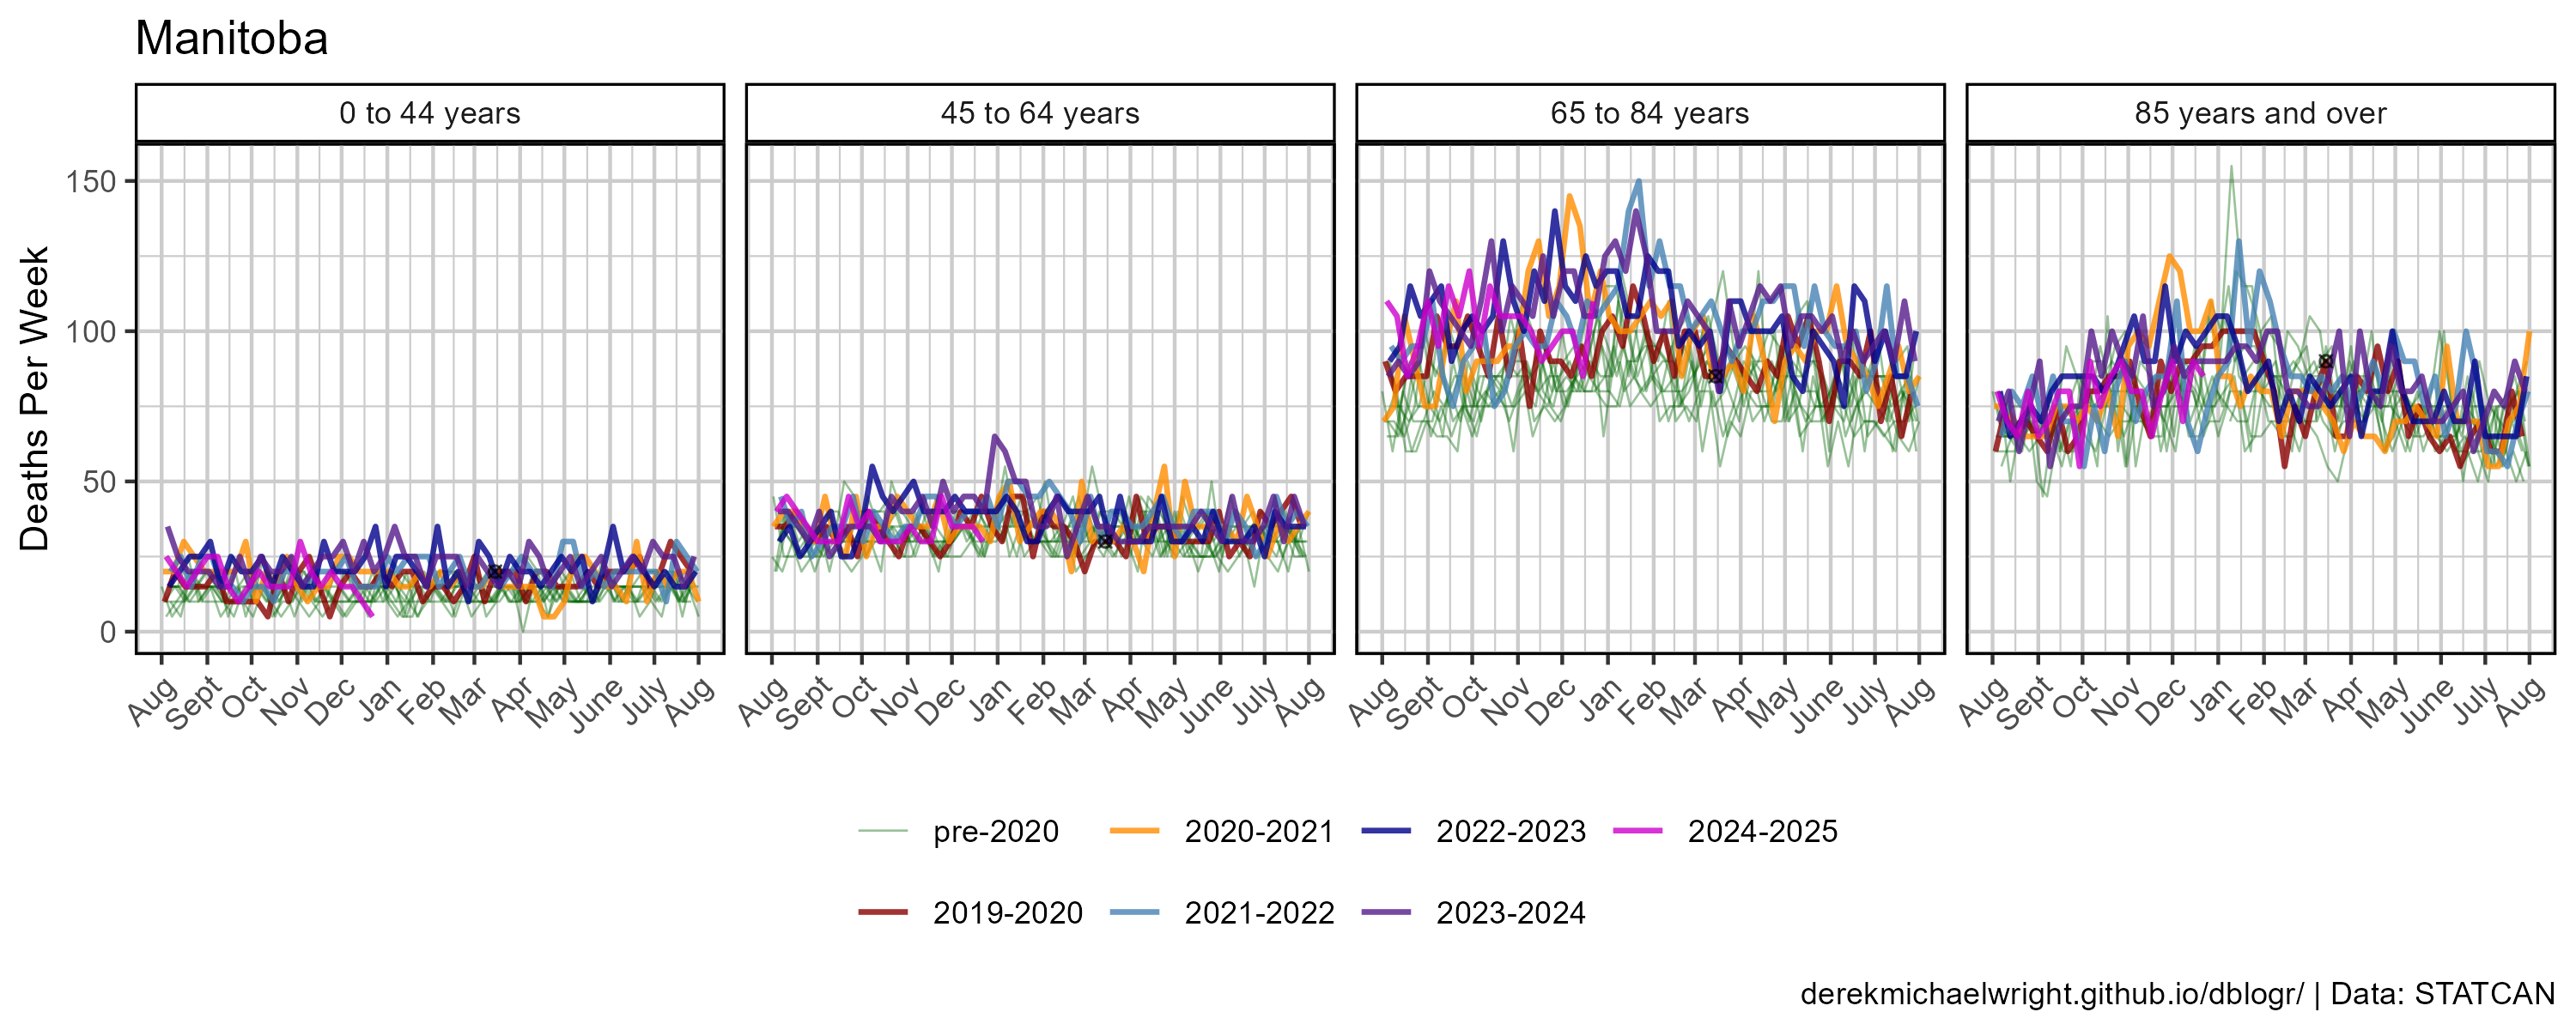 Manitoba
0 to 44 years 45 to 64 years 65 to 84 years 85 years and over
Deaths Per Week
150
100
50
0
Aug Sept Oct Nov Dec Jan Feb Mar Apr May June July Aug Aug Sept Oct Nov Dec Jan Feb Mar Apr May June July Aug Aug Sept Oct Nov Dec Jan Feb Mar Apr May June July Aug Aug Sept Oct Nov Dec Jan Feb Mar Apr May June July Aug
pre-2020 2020-2021 2022-2023 2024-2025
2019-2020 2021-2022 2023-2024
derekmichaelwright.github.io/dblogr/ | Data: STATCAN